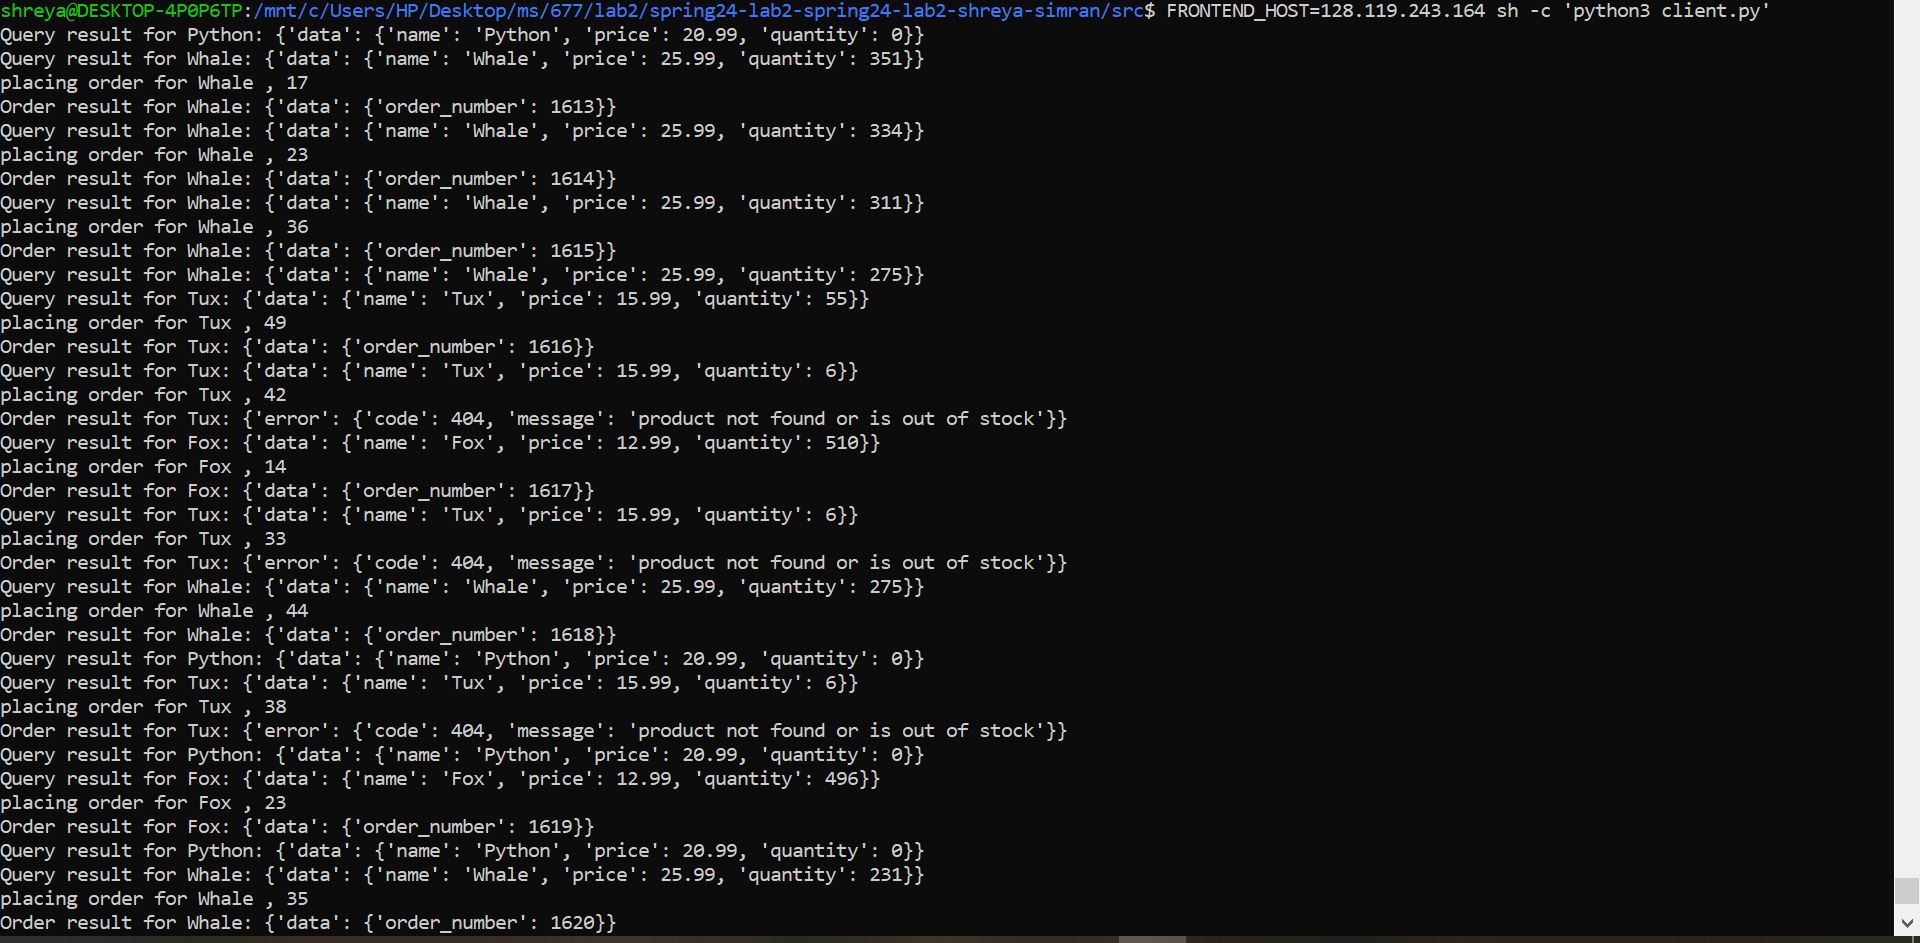 shreya@DESKTOP-4P0P6TP:/mnt/c/Users/HP/Desktop/ms/677/lab2/spring24-lab2-spring24-lab2-shreya-simran/src$ FRONTEND_HOST=128.119.243.164 sh -c 'python3 client.py'
Query result for Python: {'data': {'name': 'Python', 'price': 20.99, 'quantity': 0}}
Query result for Whale: {'data': {'name': 'Whale', 'price': 25.99, 'quantity': 351}}
placing order for Whale , 17
Order result for Whale: {'data': {'order_number': 1613}}
Query result for Whale: {'data': {'name': 'Whale', 'price': 25.99, 'quantity': 334}}
placing order for Whale , 23
Order result for Whale: {'data': {'order_number': 1614}}
Query result for Whale: {'data': {'name': 'Whale', 'price': 25.99, 'quantity': 311}}
placing order for Whale , 36
Order result for Whale: {'data': {'order_number': 1615}}
Query result for Whale: {'data': {'name': 'Whale', 'price': 25.99, 'quantity': 275}}
Query result for Tux: {'data': {'name': 'Tux', 'price': 15.99, 'quantity': 55}}
placing order for Tux , 49
Order result for Tux: {'data': {'order_number': 1616}}
Query result for Tux: {'data': {'name': 'Tux', 'price': 15.99, 'quantity': 6}}
placing order for Tux , 42
Order result for Tux: {'error': {'code': 404, 'message': 'product not found or is out of stock'}}
Query result for Fox: {'data': {'name': 'Fox', 'price': 12.99, 'quantity': 510}}
placing order for Fox , 14
Order result for Fox: {'data': {'order_number': 1617}}
Query result for Tux: {'data': {'name': 'Tux', 'price': 15.99, 'quantity': 6}}
placing order for Tux , 33
Order result for Tux: {'error': {'code': 404, 'message': 'product not found or is out of stock'}}
Query result for Whale: {'data': {'name': 'Whale', 'price': 25.99, 'quantity': 275}}
placing order for Whale , 44
Order result for Whale: {'data': {'order_number': 1618}}
Query result for Python: {'data': {'name': 'Python', 'price': 20.99, 'quantity': 0}}
Query result for Tux: {'data': {'name': 'Tux', 'price': 15.99, 'quantity': 6}}
placing order for Tux , 38
Order result for Tux: {'error': {'code': 404, 'message': 'product not found or is out of stock'}}
Query result for Python: {'data': {'name': 'Python', 'price': 20.99, 'quantity': 0}}
Query result for Fox: {'data': {'name': 'Fox', 'price': 12.99, 'quantity': 496}}
placing order for Fox , 23
Order result for Fox: {'data': {'order_number': 1619}}
Query result for Python: {'data': {'name': 'Python', 'price': 20.99, 'quantity': 0}}
Query result for Whale: {'data': {'name': 'Whale', 'price': 25.99, 'quantity': 231}}
placing order for Whale , 35
Order result for Whale: {'data': {'order_number': 1620}}